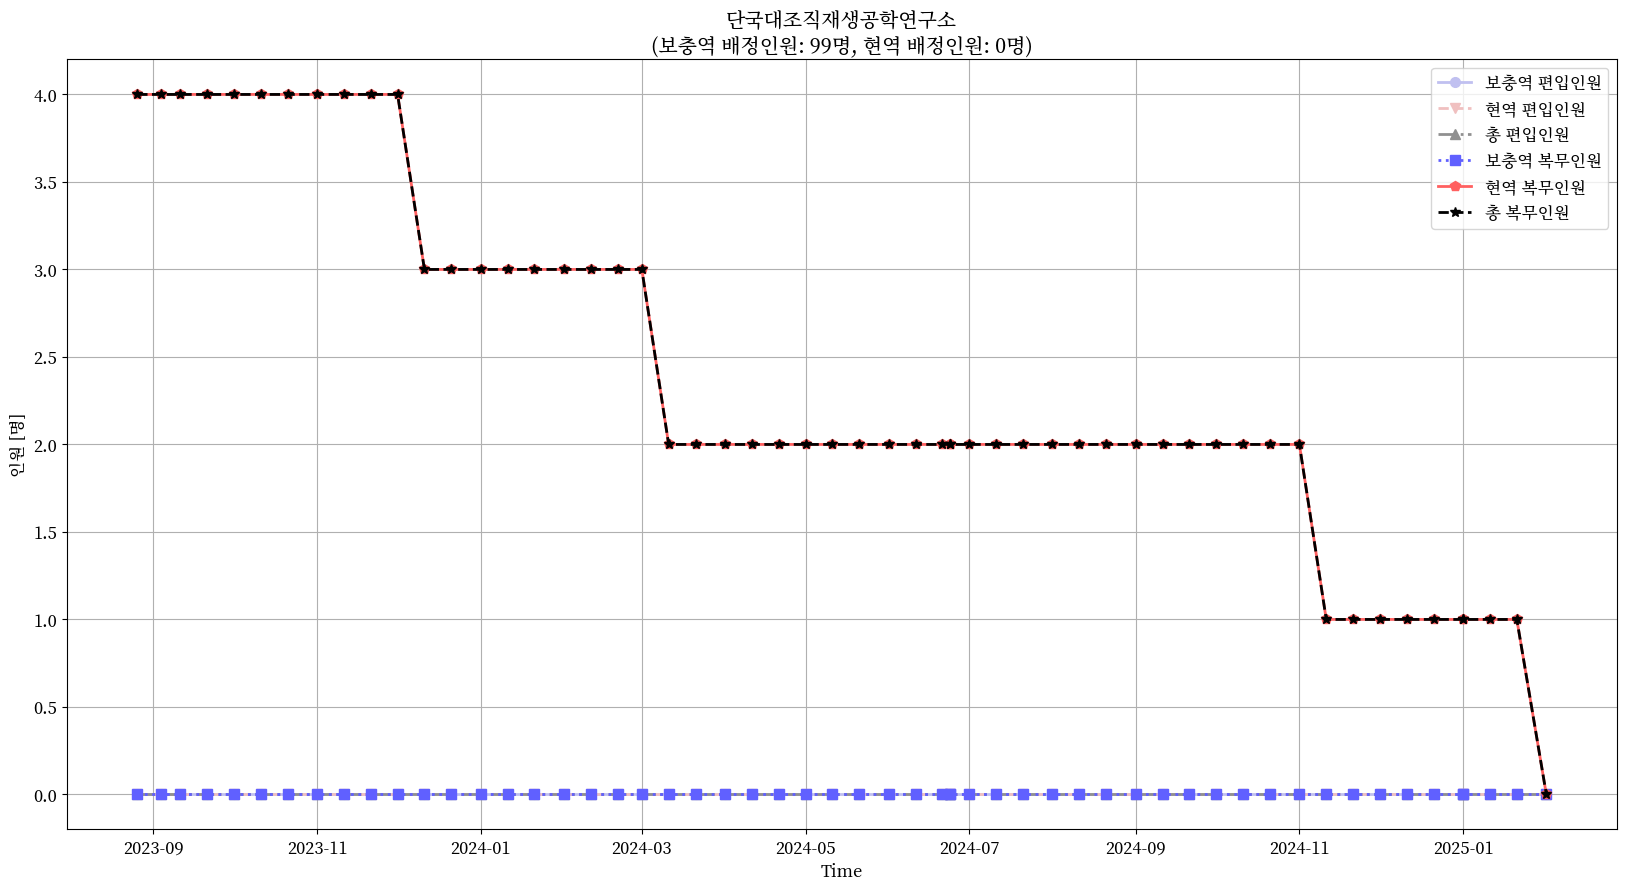 단국대조직재생공학연구소
(보충역 배정인원: 99명, 현역 배정인원: 0명)
보충역 편입인원
현역 편입인원
총 편입인원
보충역 복무인원
현역 복무인원
총 복무인원
인원 [명]
4.0
3.5
3.0
2.5
2.0
1.5
1.0
0.5
0.0
2023-09
2023-11
2024-01
2024-03
2024-05
2024-07
2024-09
2024-11
2025-01
Time